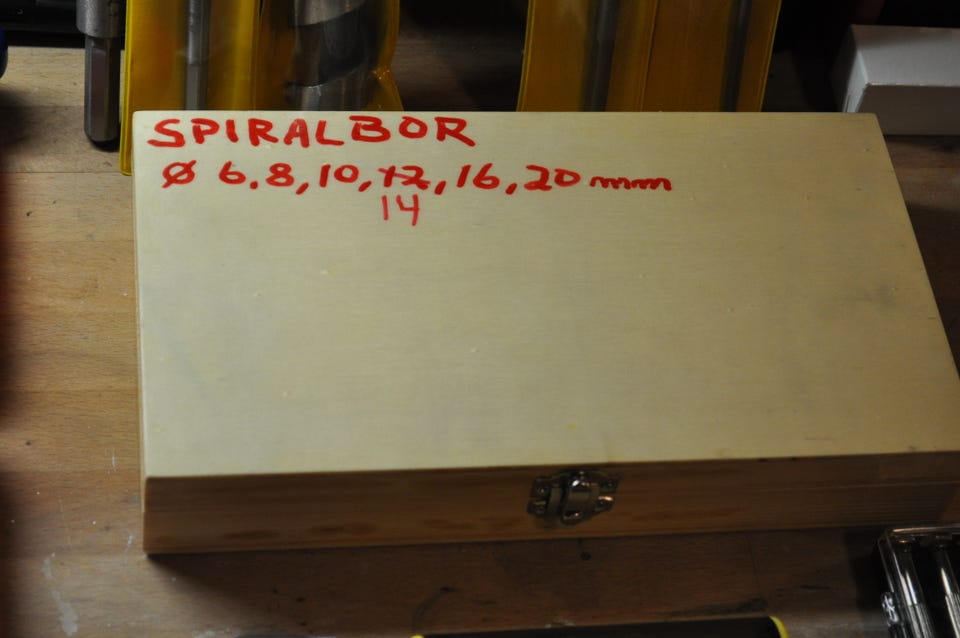 SPIRALBOR
Ø 6.8,10,12,16,20 mm
14